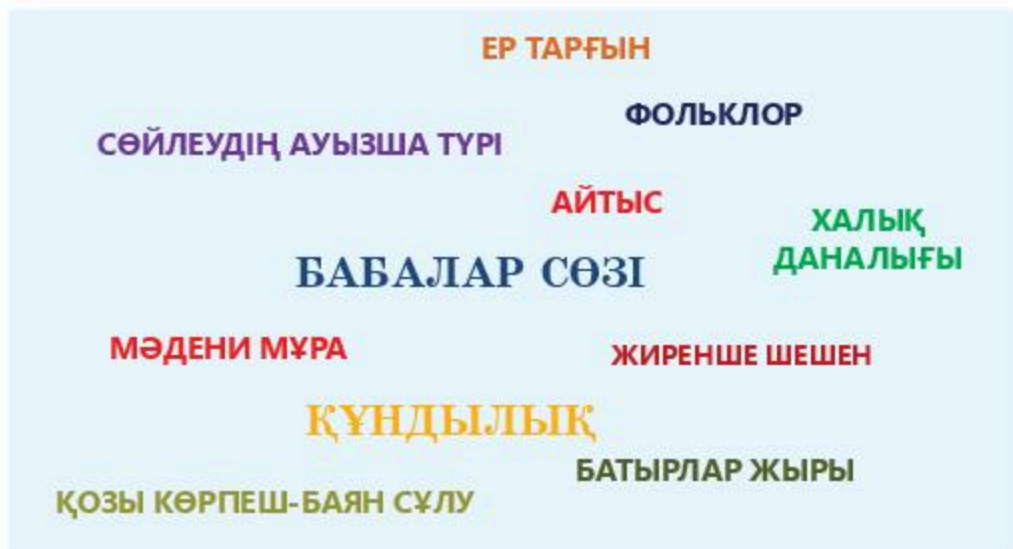 ЕР ТАРҒЫН
ФОЛЬКЛОР
СӨЙЛЕУДІҢ АУЫЗША ТҮРІ
АЙТЫС
ХАЛЫҚ
ДАНАЛЫҒЫ
БАБАЛАР СӨЗІ
МӘДЕНИ МҰРА
ЖИРЕНШЕ ШЕШЕН
ҚҰНДЫЛЫҚ
БАТЫРЛАР ЖЫРЫ
ҚОЗЫ КӨРПЕШ-БАЯН СҰЛУ